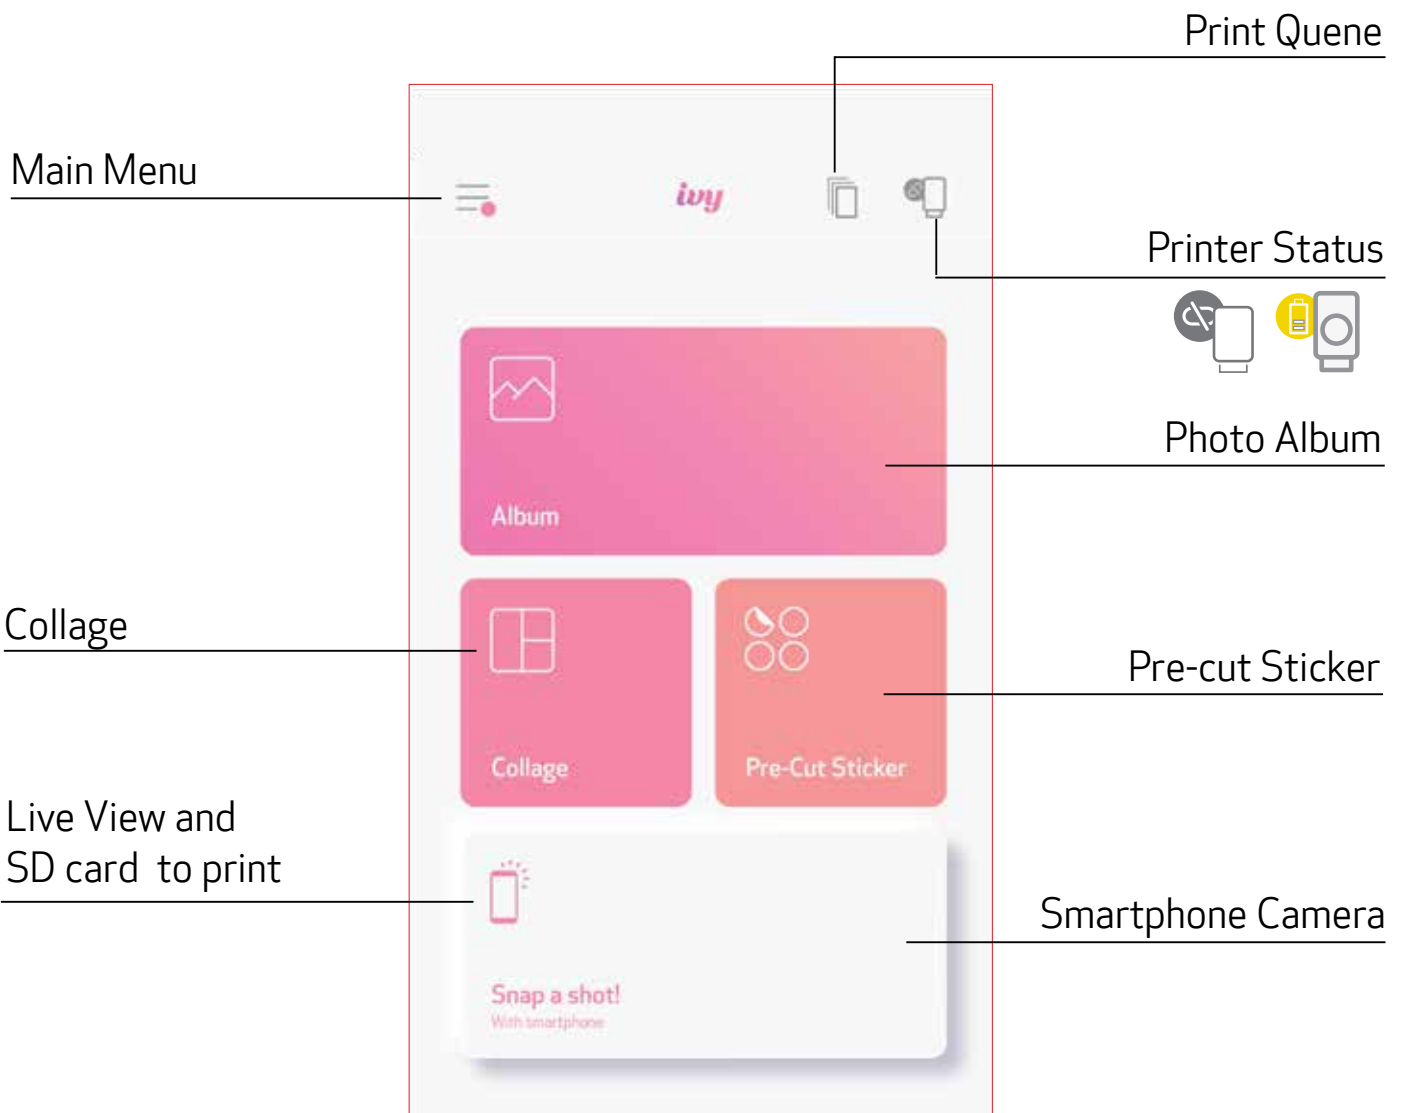 Print Quene
Main Menu
ivy
Printer Status
Photo Album
Album
Collage
Pre-cut Sticker
Collage
Pre-Cut Sticker
Live View and
SD card to print
Smartphone Camera
Snap a shot!
With smartphone